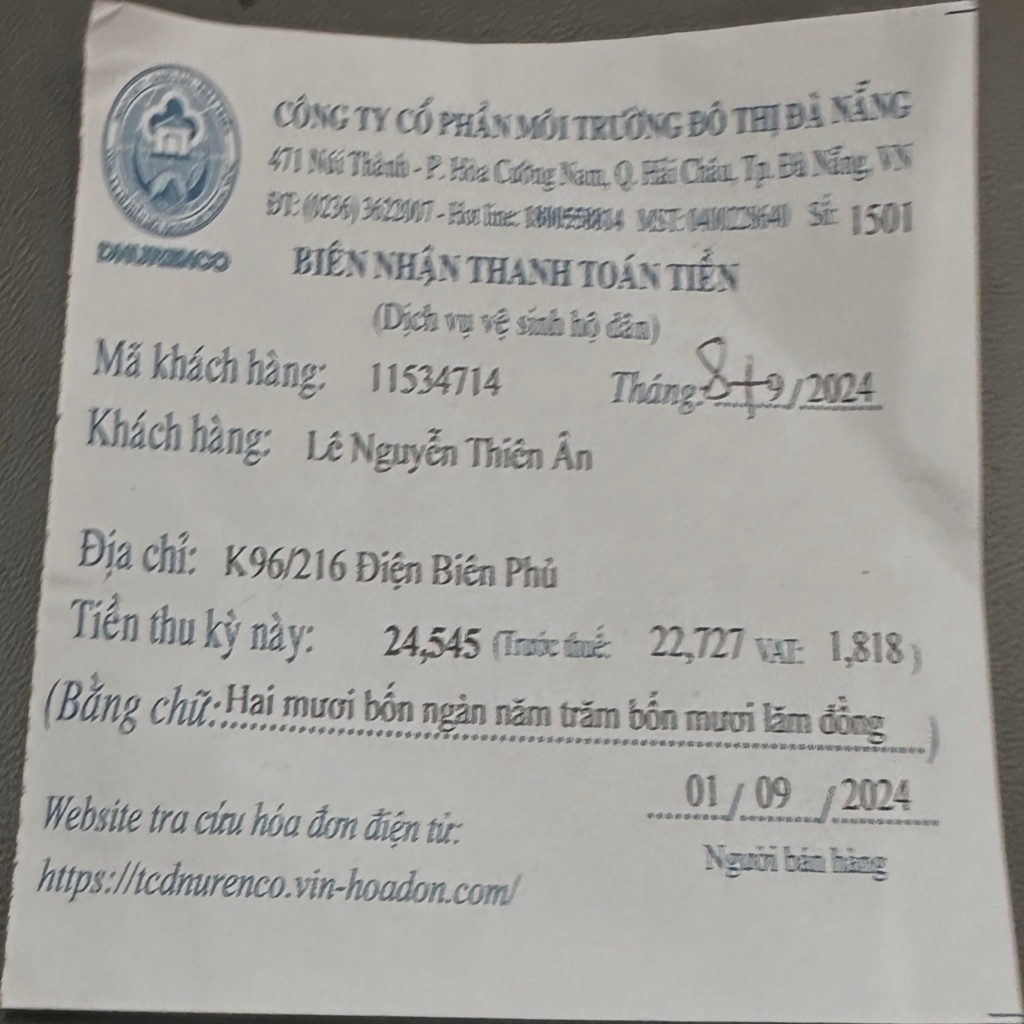 CÔNG TY CỔ PHẦN MÔI TRƯỜNG ĐÔ THỊ ĐÀ NẴNG
471 Núi Thành - P. Hòa Cường Nam, Q. Hải Châu, Tp. Đà Nẵng, VN
ĐT: (0236) 3622007 - Hot line: MST: Số: 1501
DNURENCO
BIÊN NHẬN THANH TOÁN TIỀN
(Dịch vụ vệ sinh hộ dân)
Mã khách hàng: 11534714 Tháng: 8+9/2024
Khách hàng: Lê Nguyễn Thiên Ân
Địa chỉ: K96/216 Điện Biên Phủ
Tiền thu kỳ này: 24,545 (Trước thuế: 22,727 VAT: 1,818)
(Bằng chữ: Hai mươi bốn ngàn năm trăm bốn mươi lăm đồng)
01/09/2024
Website tra cứu hóa đơn điện tử:
Người bán hàng
https://tcdnurenco.vin-hoadon.com/